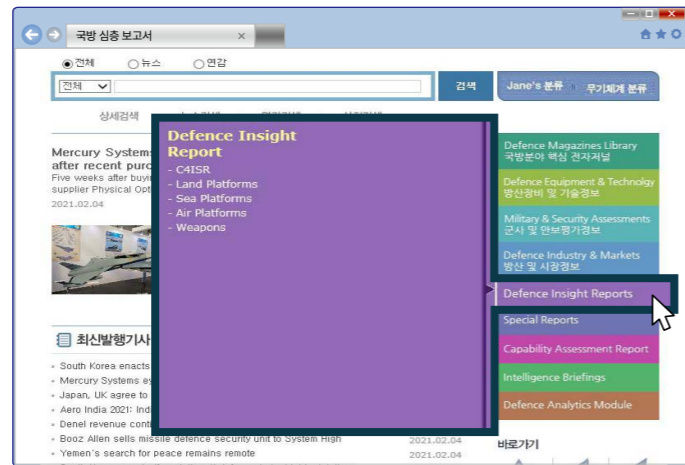 국방 심층 보고서
전체 뉴스 연감
전체 검색 Jane's 분류 무기체계 분류
상세검색
Mercury Systems
after recent purc
Five weeks after buyi
supplier Physical Opt
2021.02.04
Defence Insight
Report
- C4ISR
- Land Platforms
- Sea Platforms
- Air Platforms
- Weapons
Defence Magazines Library
국방분야 핵심 전자저널
Defence Equipment & Technolgy
방산장비 및 기술정보
Military & Security Assessments
군사 및 안보평가정보
Defence Industry & Markets
방산 및 시장정보
Defence Insight Reports
Special Reports
Capability Assessment Report
Intelligence Briefings
Defence Analytics Module
최신발행기사
South Korea enacts
Mercury Systems ey
Japan, UK agree to
Aero India 2021: Ind
Denel revenue conti
Booz Allen sells missile defence security unit to System High 2021.02.04
Yemen's search for peace remains remote 2021.02.04
바로가기